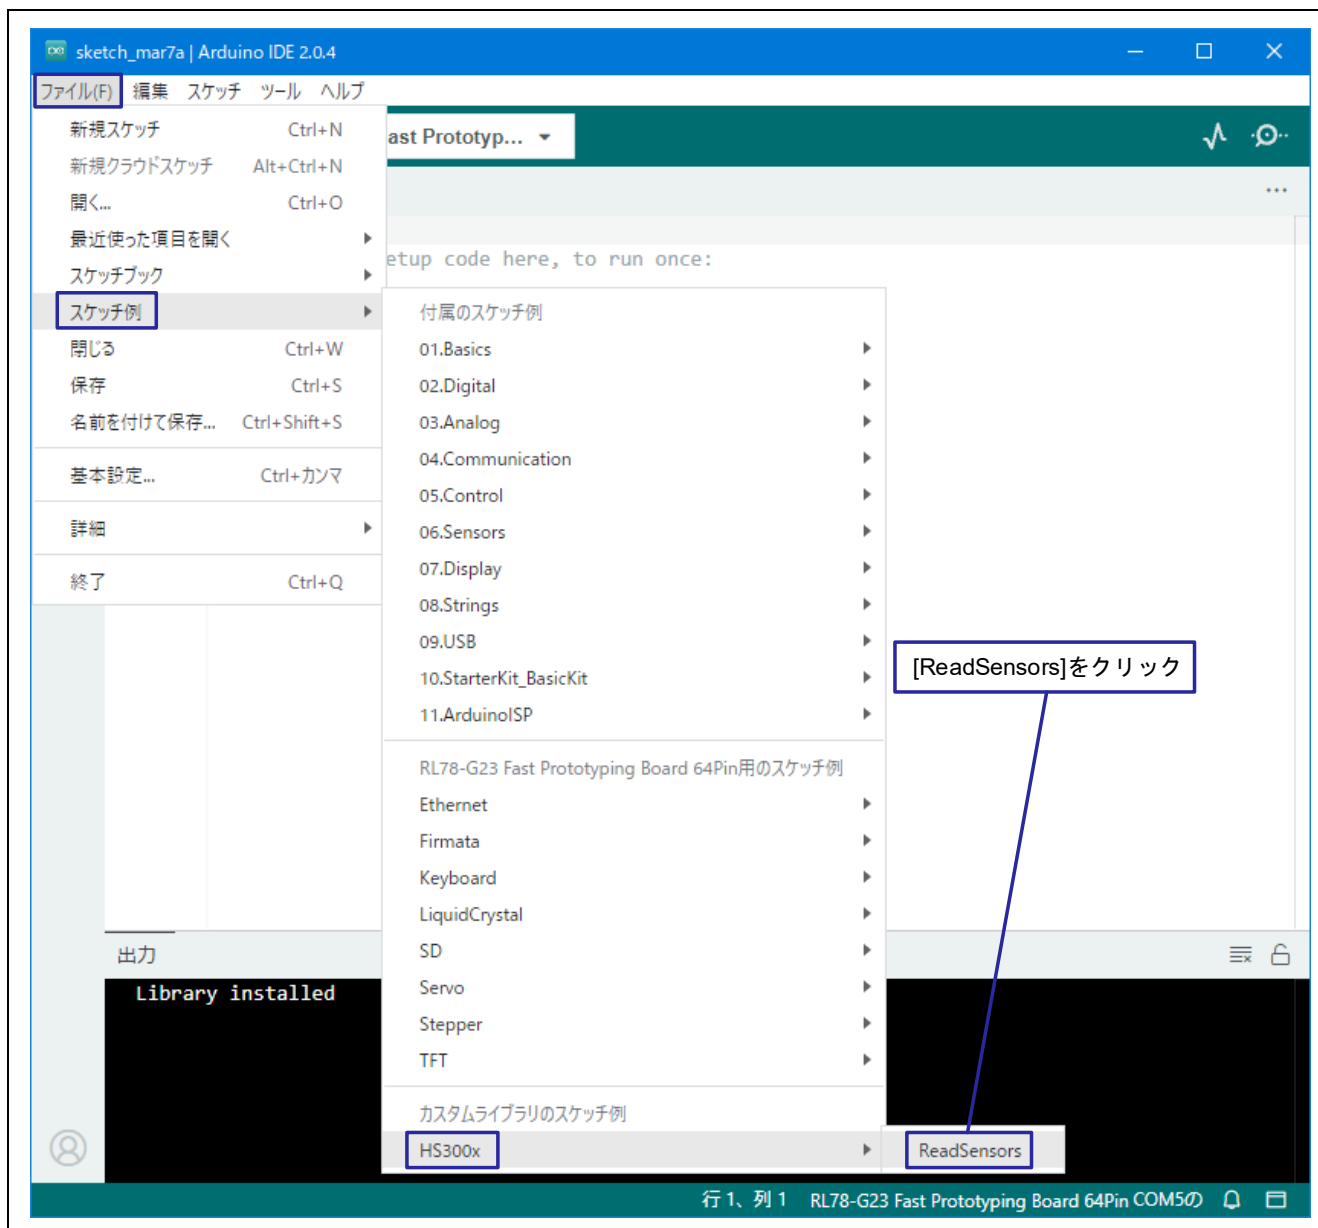 sketch_mar7a | Arduino IDE 2.0.4
ファイル(F) 編集 スケッチ ツール ヘルプ
新規スケッチ Ctrl+N
ast Prototyp...
新規クラウドスケッチ Alt+Ctrl+N
開く... Ctrl+O
最近使った項目を開く
etup code here, to run once:
スケッチブック
スケッチ例
付属のスケッチ例
閉じる Ctrl+W
01.Basics
保存 Ctrl+S
02.Digital
名前を付けて保存... Ctrl+Shift+S
03.Analog
04.Communication
基本設定... Ctrl+カンマ
05.Control
詳細
06.Sensors
07.Display
終了 Ctrl+Q
08.Strings
09.USB
[ReadSensors]をクリック
10.StarterKit_BasicKit
11.ArduinoISP
RL78-G23 Fast Prototyping Board 64Pin用のスケッチ例
Ethernet
Firmata
Keyboard
LiquidCrystal
出力
SD
Library installed
Servo
Stepper
TFT
カスタムライブラリのスケッチ例
HS300x
ReadSensors
行 1、列 1 RL78-G23 Fast Prototyping Board 64Pin COM5の